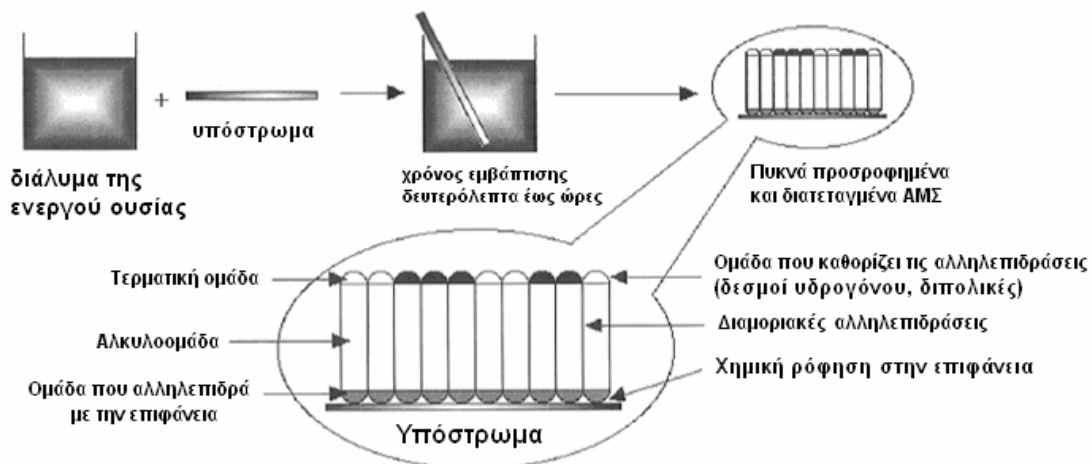 +
υπόστρωμα
διάλυμα της
ενεργού ουσίας
χρόνος εμβάπτισης
δευτερόλεπτα έως ώρες
Πυκνά προσροφημένα
και διατεταγμένα ΑΜΣ
Τερματική ομάδα
Αλκυλοομάδα
Ομάδα που αλληλεπιδρά
με την επιφάνεια
Ομάδα που καθορίζει τις αλληλεπιδράσεις
(δεσμοί υδρογόνου, διπολικές)
Διαμοριακές αλληλεπιδράσεις
Χημική ρόφηση στην επιφάνεια
Υπόστρωμα